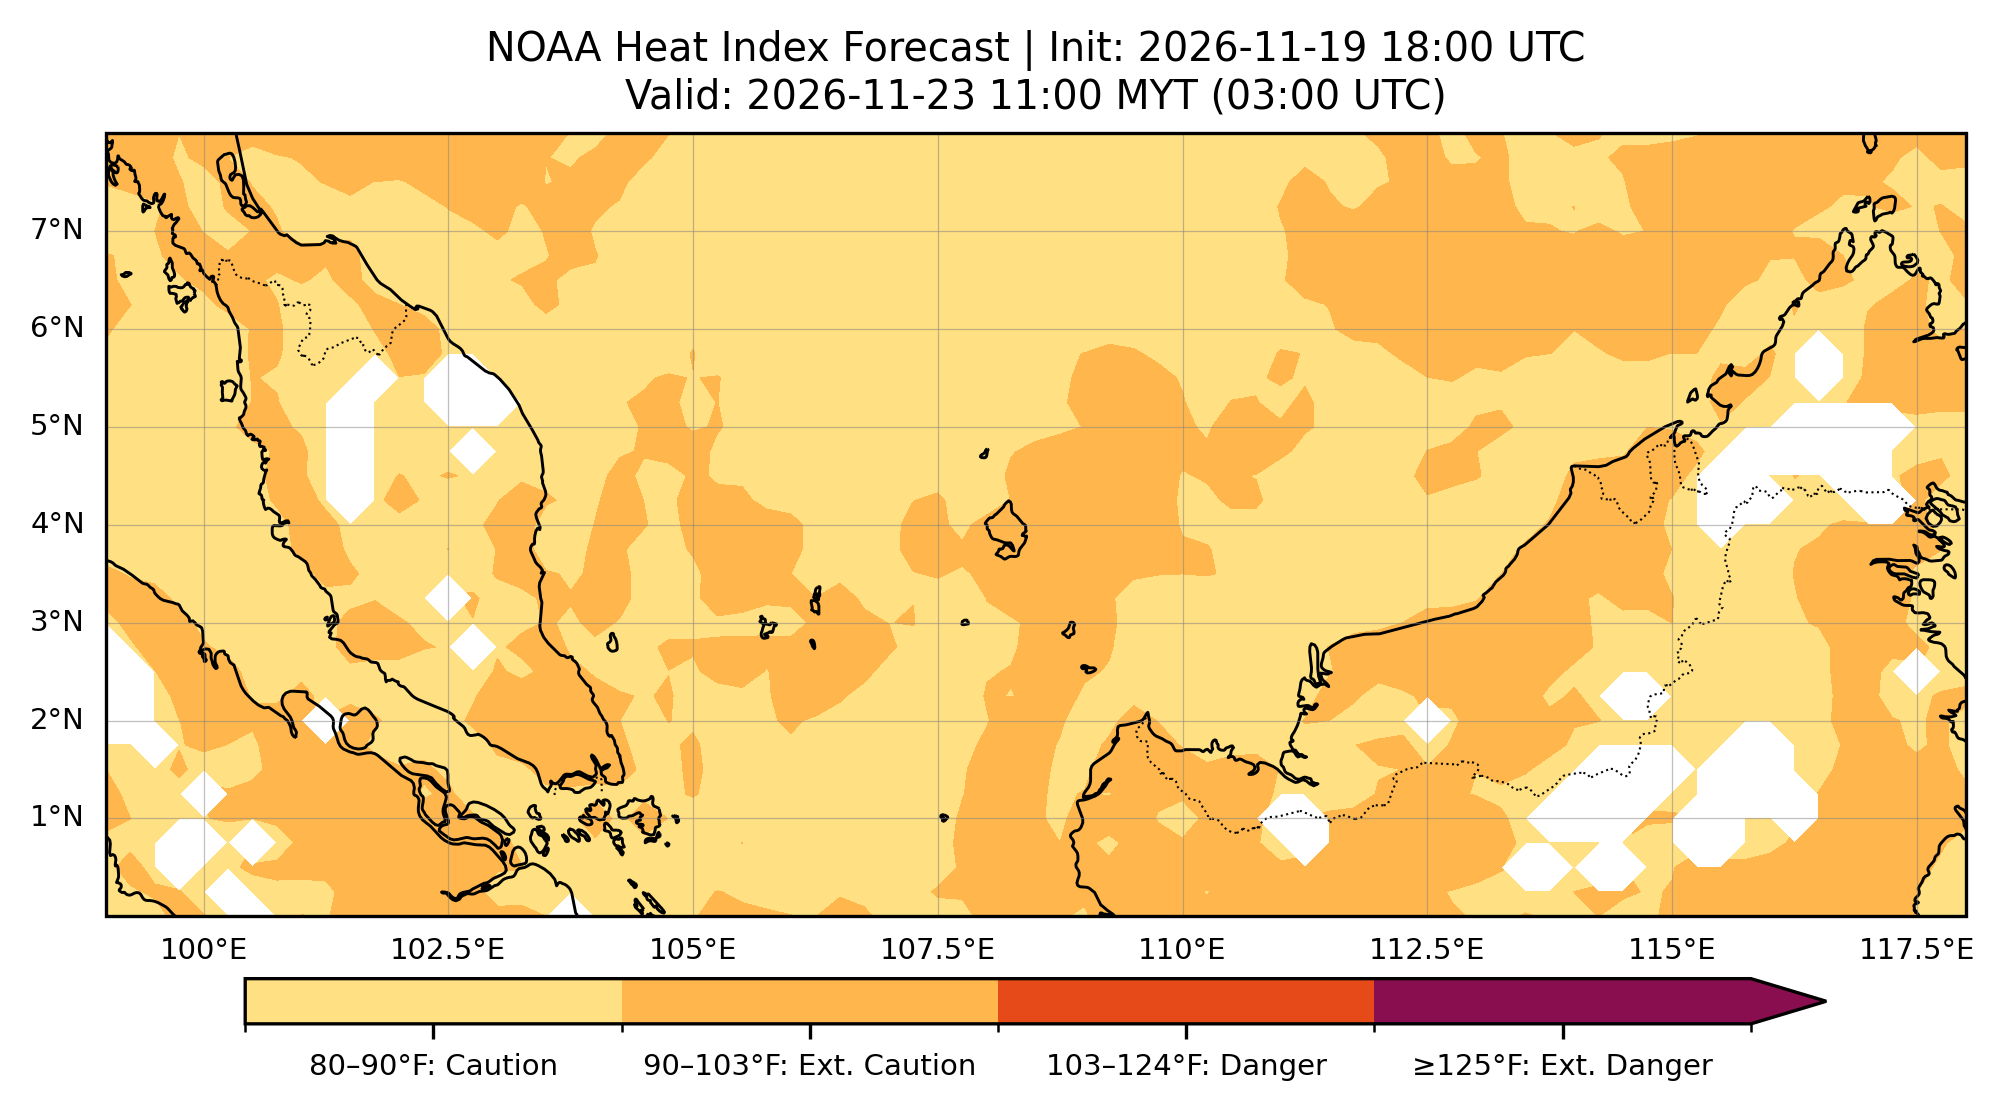 NOAA Heat Index Forecast | Init: 2026-11-19 18:00 UTC
Valid: 2026-11-23 11:00 MYT (03:00 UTC)
7°N
6°N
5°N
4°N
3°N
2°N
1°N
100°E 102.5°E 105°E 107.5°E 110°E 112.5°E 115°E 117.5°E
80–90°F: Caution 90–103°F: Ext. Caution 103–124°F: Danger ≥125°F: Ext. Danger